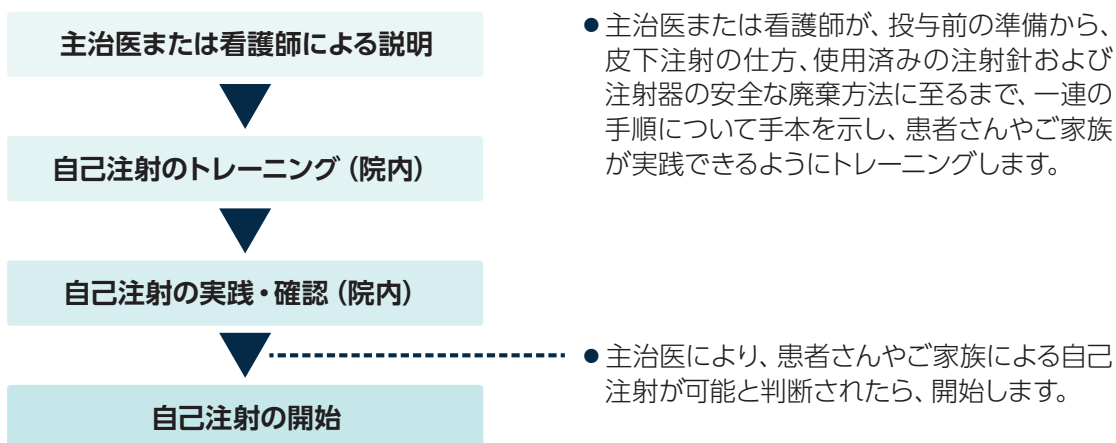 主治医または看護師による説明
自己注射のトレーニング（院内）
自己注射の実践・確認（院内）
自己注射の開始
●主治医または看護師が、投与前の準備から、
皮下注射の仕方、使用済みの注射針および
注射器の安全な廃棄方法に至るまで、一連の
手順について手本を示し、患者さんやご家族
が実践できるようにトレーニングします。
●主治医により、患者さんやご家族による自己
注射が可能と判断されたら、開始します。